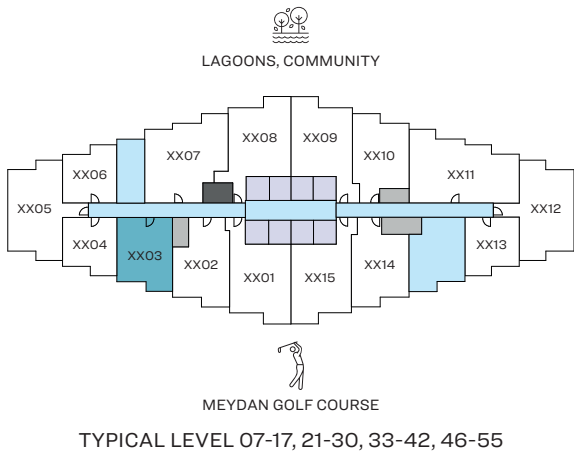 LAGOONS, COMMUNITY
XX08
XX09
XX07
XX10
XX06
XX11
XX05
XX12
XX04
XX03
XX02
XX01
XX15
XX14
XX13
MEYDAN GOLF COURSE
TYPICAL LEVEL 07-17, 21-30, 33-42, 46-55